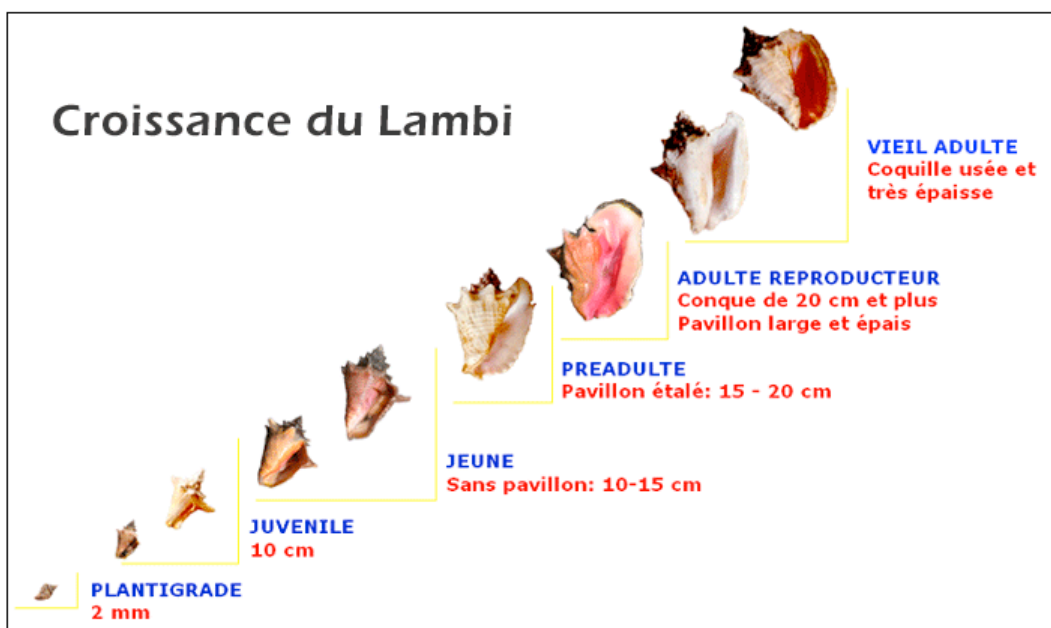 Croissance du Lambi
VIEIL ADULTE
Coquille usée et
très épaisse
ADULTE REPRODUCTEUR
Conque de 20 cm et plus
Pavillon large et épais
PREADULTE
Pavillon étalé: 15 - 20 cm
JEUNE
Sans pavillon: 10-15 cm
JUVENILE
10 cm
PLANTIGRADE
2 mm